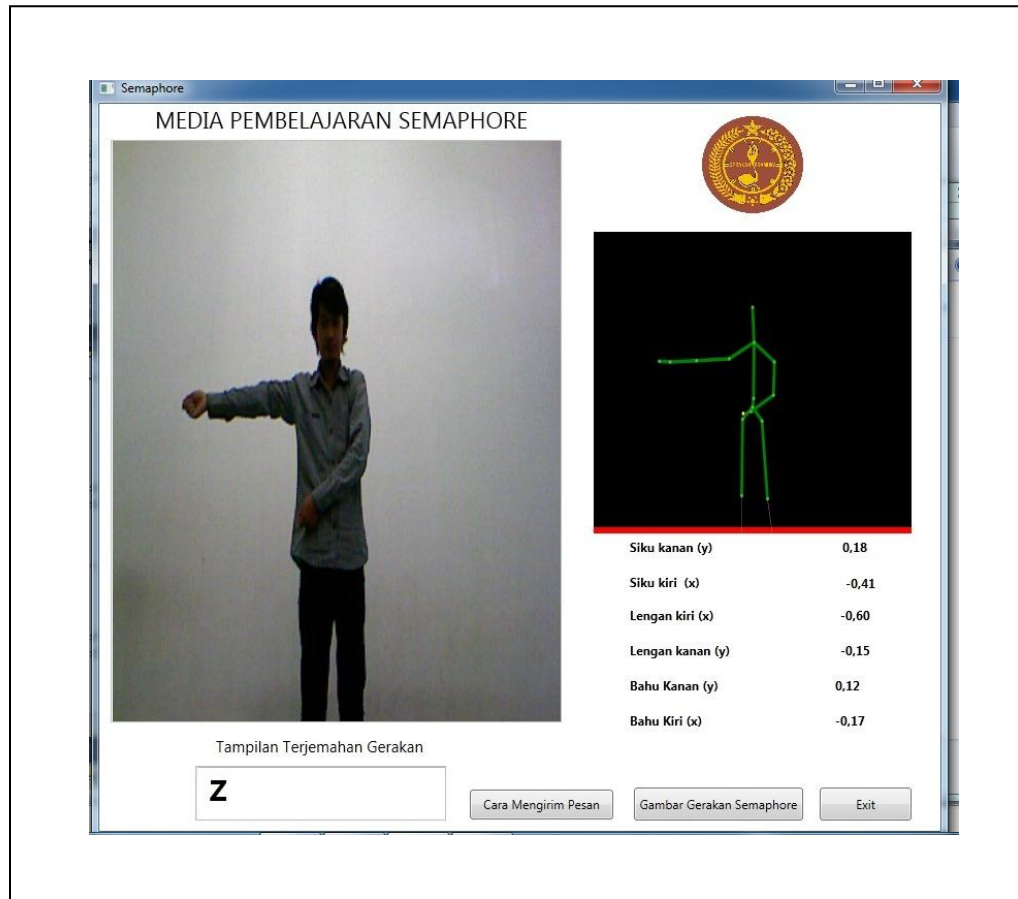 Semaphore
MEDIA PEMBELAJARAN SEMAPHORE
Siku kanan (y) 0,18
Siku kiri (x) -0,41
Lengan kiri (x) -0,60
Lengan kanan (y) -0,15
Bahu Kanan (y) 0,12
Bahu Kiri (x) -0,17
Tampilan Terjemahan Gerakan
Z
Cara Mengirim Pesan
Gambar Gerakan Semaphore
Exit